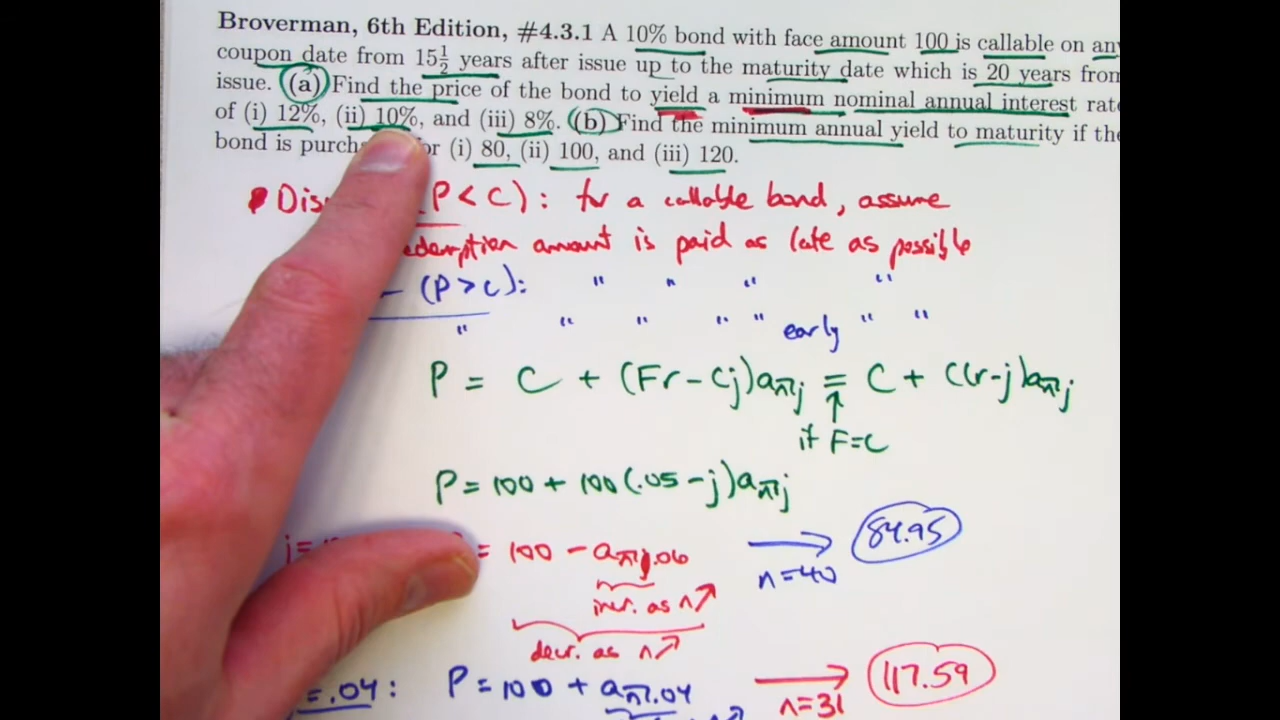 Broverman, 6th Edition, #4.3.1 A 10% bond with face amount 100 is callable on an
coupon date from 15½ years after issue up to the maturity date which is 20 years from
issue. (a) Find the price of the bond to yield a minimum nominal annual interest rat
of (i) 12%, (ii) 10%, and (iii) 8%. (b) Find the minimum annual yield to maturity if the
bond is purch or (i) 80, (ii) 100, and (iii) 120.
• Dis (P < C) : for a callable bond, assume
edemption amount is paid as late as possible
(P > C) : " " " "
" " " " " early " "
P = C + (Fr - Cj)a_n̅|j = C + C(r-j)a_n̅|j
↑
if F=C
P = 100 + 100(.05 - j)a_n̅|j
j = = 100 - a_n̅|.06 → n=40 84.95
incr. as n ↗
decr. as n ↗
=.04 : P = 100 + a_n̅|.04 → n=31 117.59